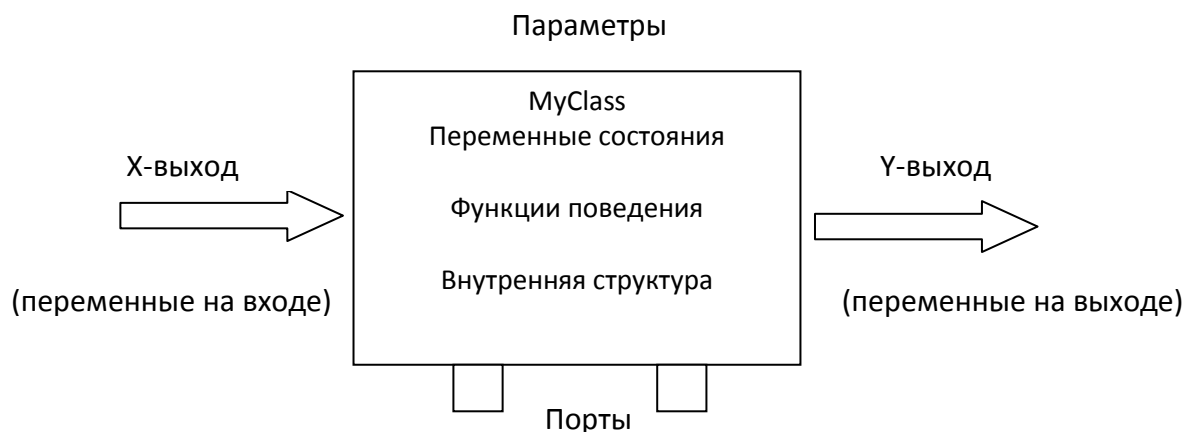 Параметры
MyClass
Переменные состояния
X-выход
Y-выход
Функции поведения
Внутренняя структура
(переменные на входе)
(переменные на выходе)
Порты